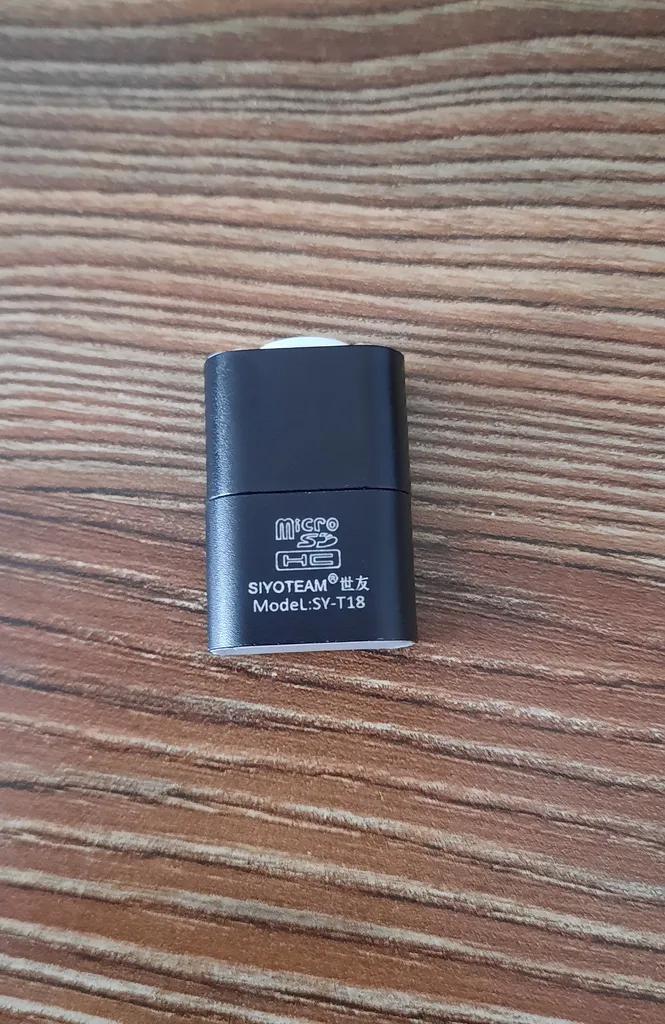 Micro
SD
HC
SIYOTEAM® 世友
ModeL:SY-T18